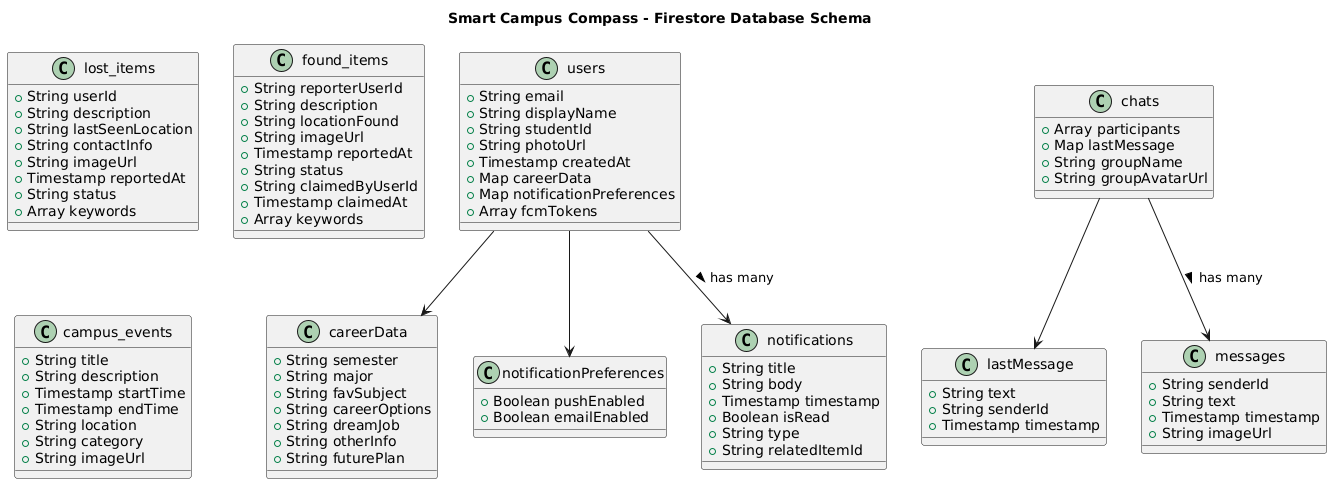 Smart Campus Compass - Firestore Database Schema
C lost_items
String userId
String description
String lastSeenLocation
String contactInfo
String imageUrl
Timestamp reportedAt
String status
Array keywords
C found_items
String reporterUserId
String description
String locationFound
String imageUrl
Timestamp reportedAt
String status
String claimedByUserId
Timestamp claimedAt
Array keywords
C users
String email
String displayName
String studentId
String photoUrl
Timestamp createdAt
Map careerData
Map notificationPreferences
Array fcmTokens
C chats
Array participants
Map lastMessage
String groupName
String groupAvatarUrl
has many
has many
C campus_events
String title
String description
Timestamp startTime
Timestamp endTime
String location
String category
String imageUrl
C careerData
String semester
String major
String favSubject
String careerOptions
String dreamJob
String otherInfo
String futurePlan
C notificationPreferences
Boolean pushEnabled
Boolean emailEnabled
C notifications
String title
String body
Timestamp timestamp
Boolean isRead
String type
String relatedItemId
C lastMessage
String text
String senderId
Timestamp timestamp
C messages
String senderId
String text
Timestamp timestamp
String imageUrl